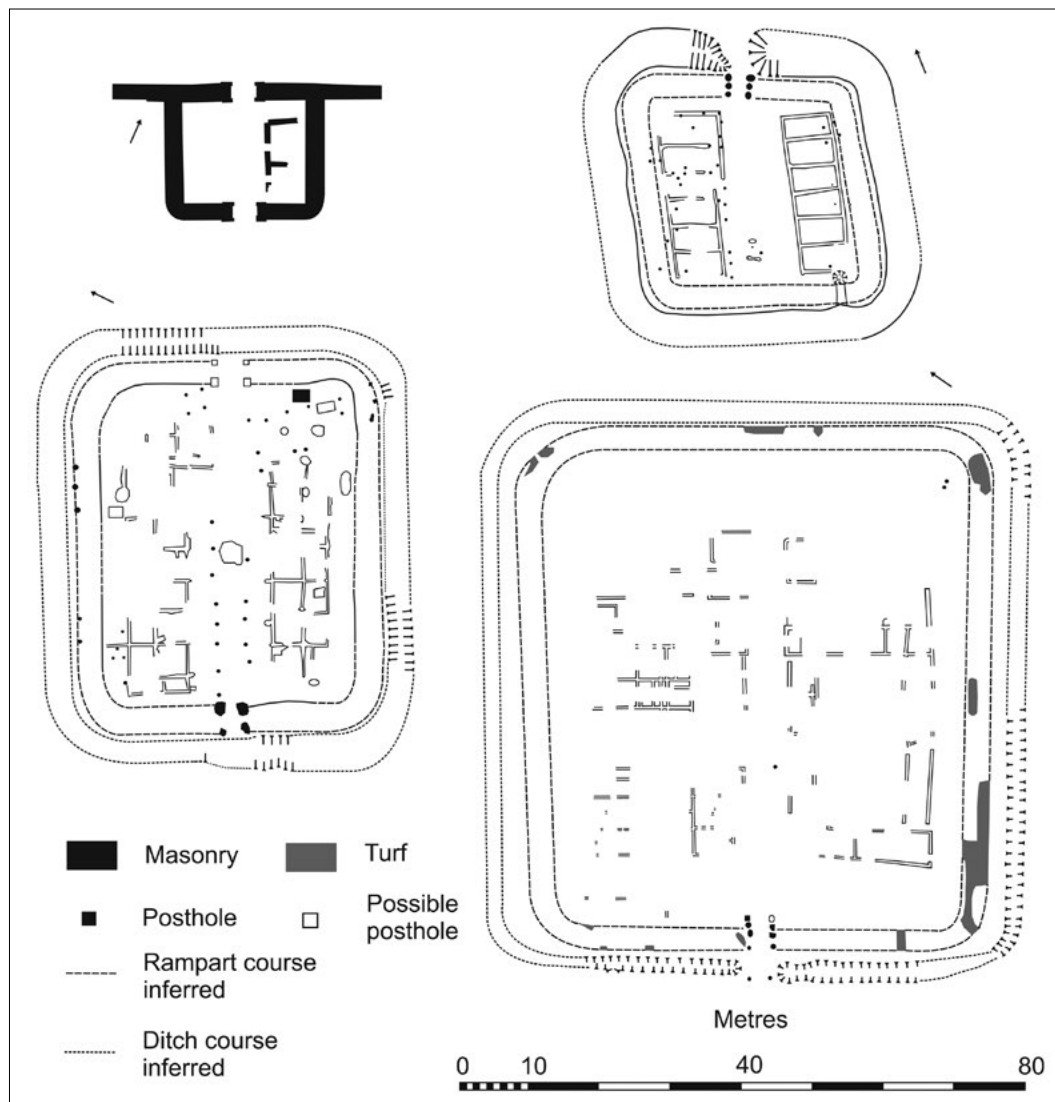 Masonry
Turf
Posthole
Possible
posthole
Rampart course
inferred
Ditch course
inferred
Metres
0 10 40 80